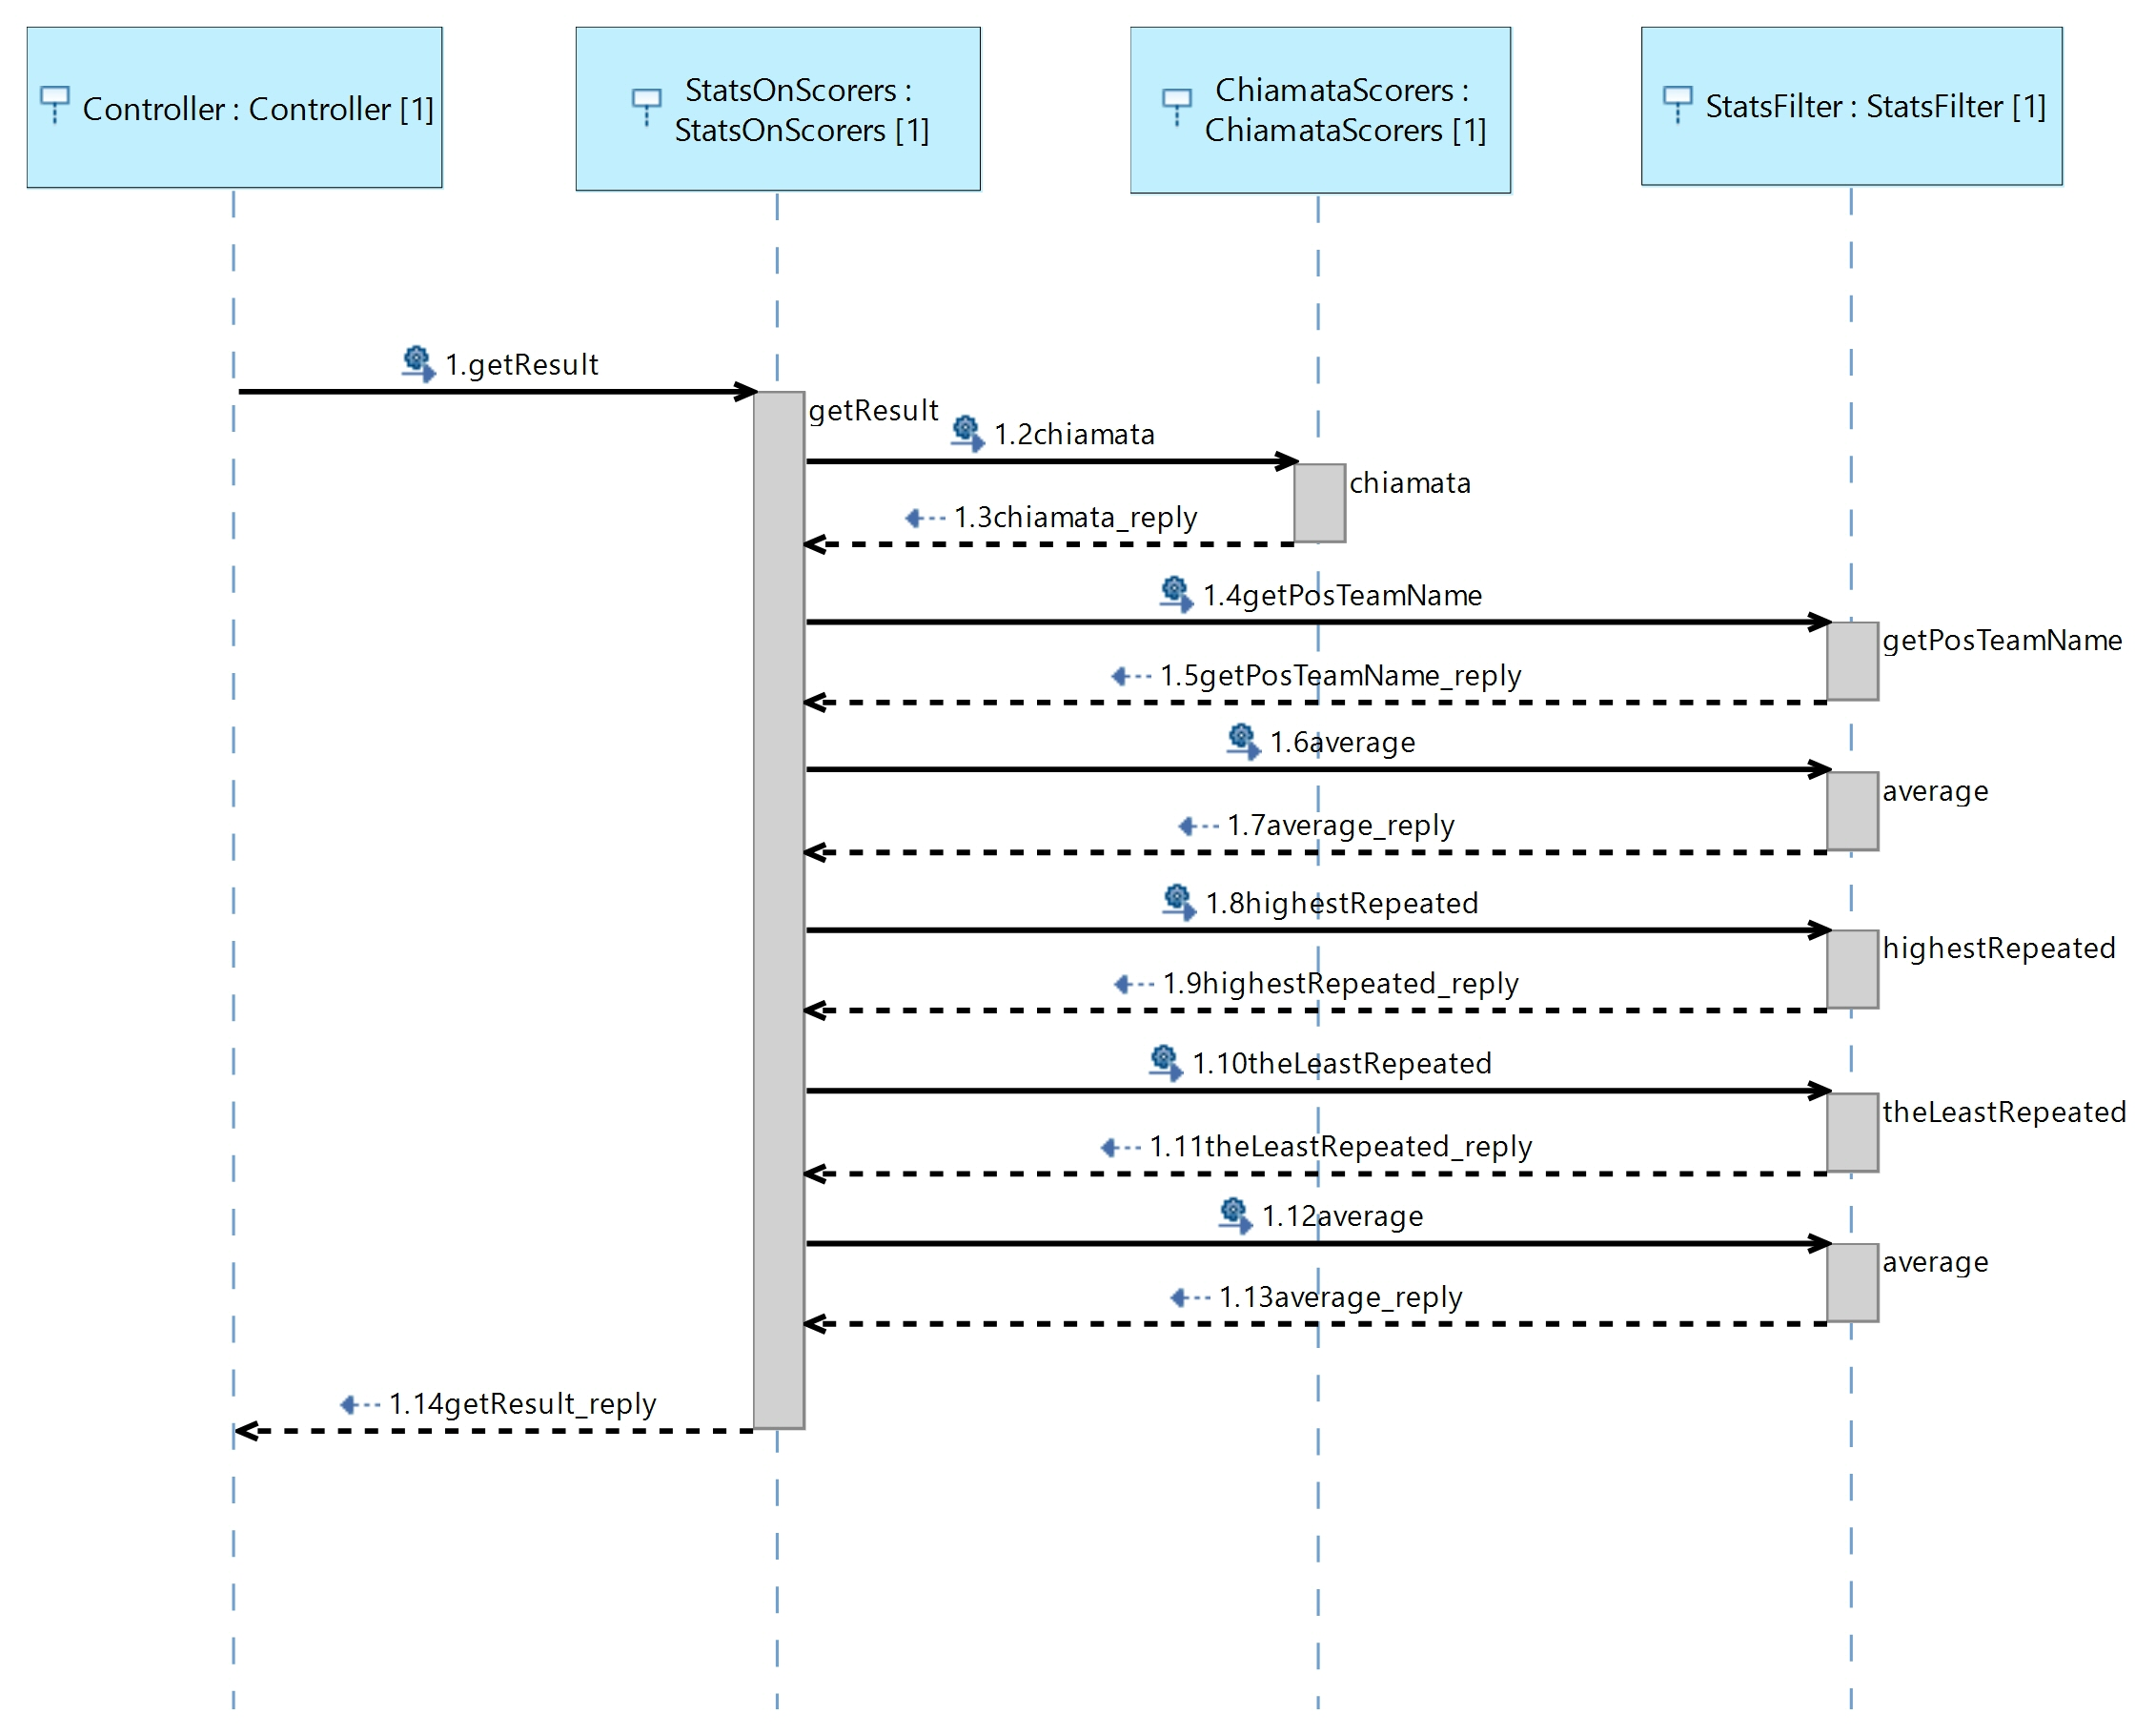 Controller : Controller [1]
StatsOnScorers :
StatsOnScorers [1]
ChiamataScorers :
ChiamataScorers [1]
StatsFilter : StatsFilter [1]
1.getResult
getResult
1.2chiamata
chiamata
1.3chiamata_reply
1.4getPosTeamName
getPosTeamName
1.5getPosTeamName_reply
1.6average
average
1.7average_reply
1.8highestRepeated
highestRepeated
1.9highestRepeated_reply
1.10theLeastRepeated
theLeastRepeated
1.11theLeastRepeated_reply
1.12average
average
1.13average_reply
1.14getResult_reply